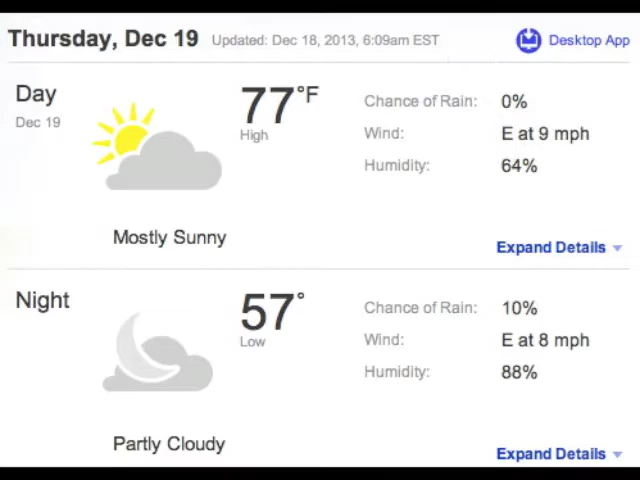 Thursday, Dec 19 Updated: Dec 18, 2013, 6:09am EST Desktop App
Day
Dec 19
77°F
High
Chance of Rain: 0%
Wind: E at 9 mph
Humidity: 64%
Mostly Sunny
Expand Details
Night
57°
Low
Chance of Rain: 10%
Wind: E at 8 mph
Humidity: 88%
Partly Cloudy
Expand Details